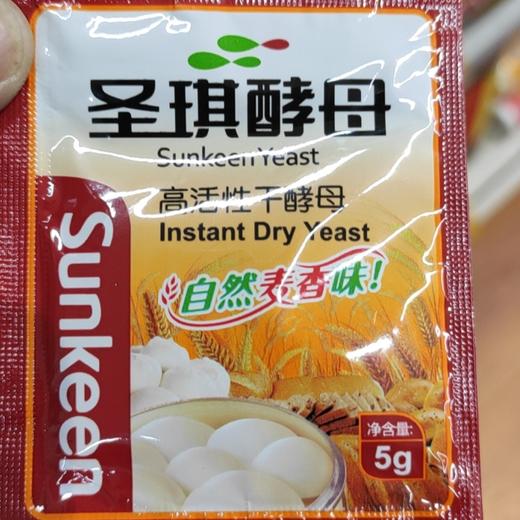 圣琪酵母
Sunkeen Yeast
高活性干酵母
Instant Dry Yeast
自然麦香味!
Sunkeen
净含量:
5g